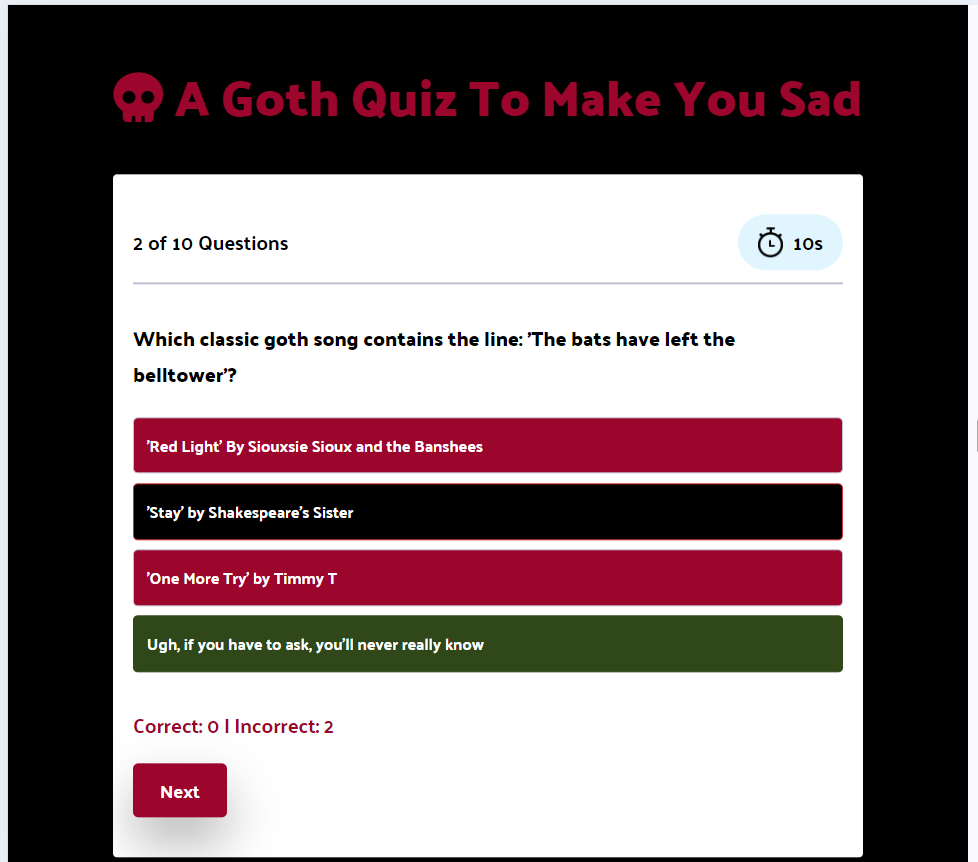 A Goth Quiz To Make You Sad
2 of 10 Questions
10s
Which classic goth song contains the line: 'The bats have left the
belltower'?
'Red Light' By Siouxsie Sioux and the Banshees
'Stay' by Shakespeare's Sister
'One More Try' by Timmy T
Ugh, if you have to ask, you'll never really know
Correct: 0 | Incorrect: 2
Next